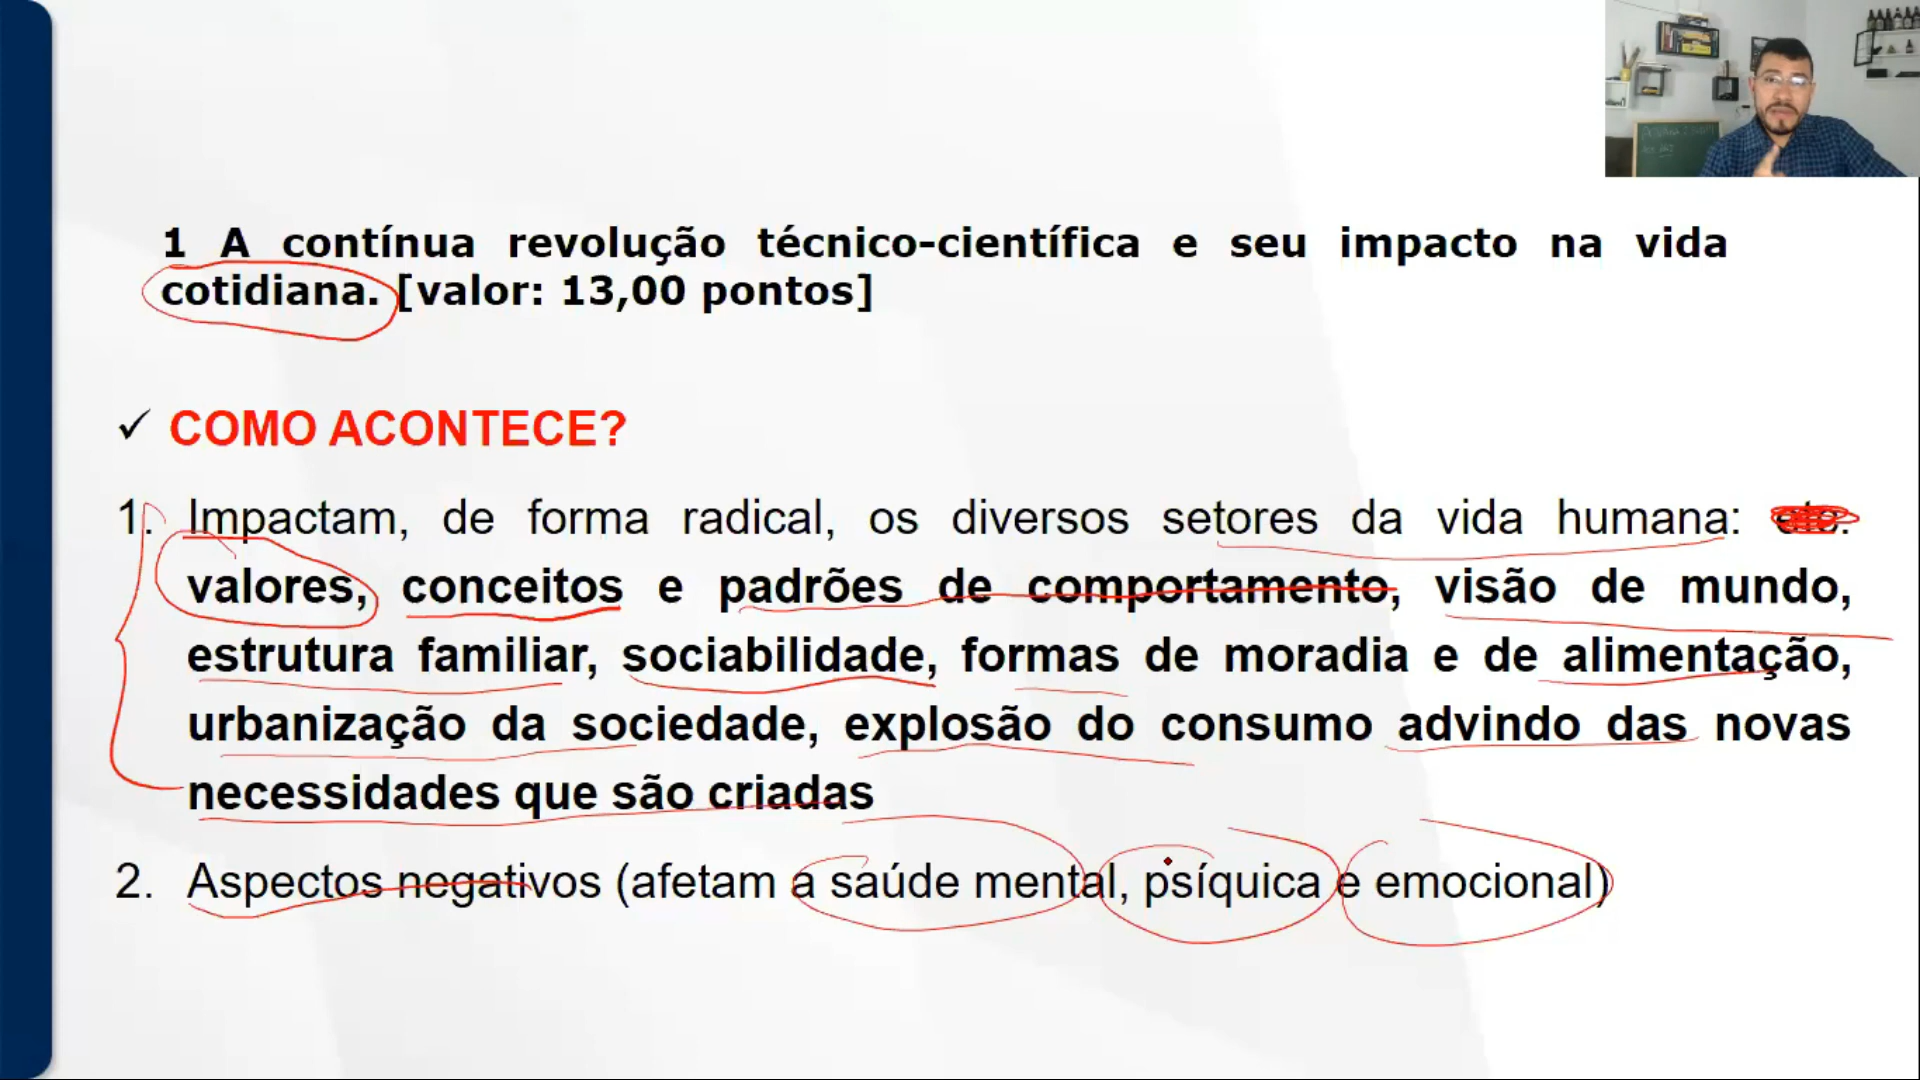 1 A contínua revolução técnico-científica e seu impacto na vida
cotidiana. [valor: 13,00 pontos]
✓ COMO ACONTECE?
1. Impactam, de forma radical, os diversos setores da vida humana: etc.
valores, conceitos e padrões de comportamento, visão de mundo,
estrutura familiar, sociabilidade, formas de moradia e de alimentação,
urbanização da sociedade, explosão do consumo advindo das novas
necessidades que são criadas
2. Aspectos negativos (afetam a saúde mental, psíquica e emocional)